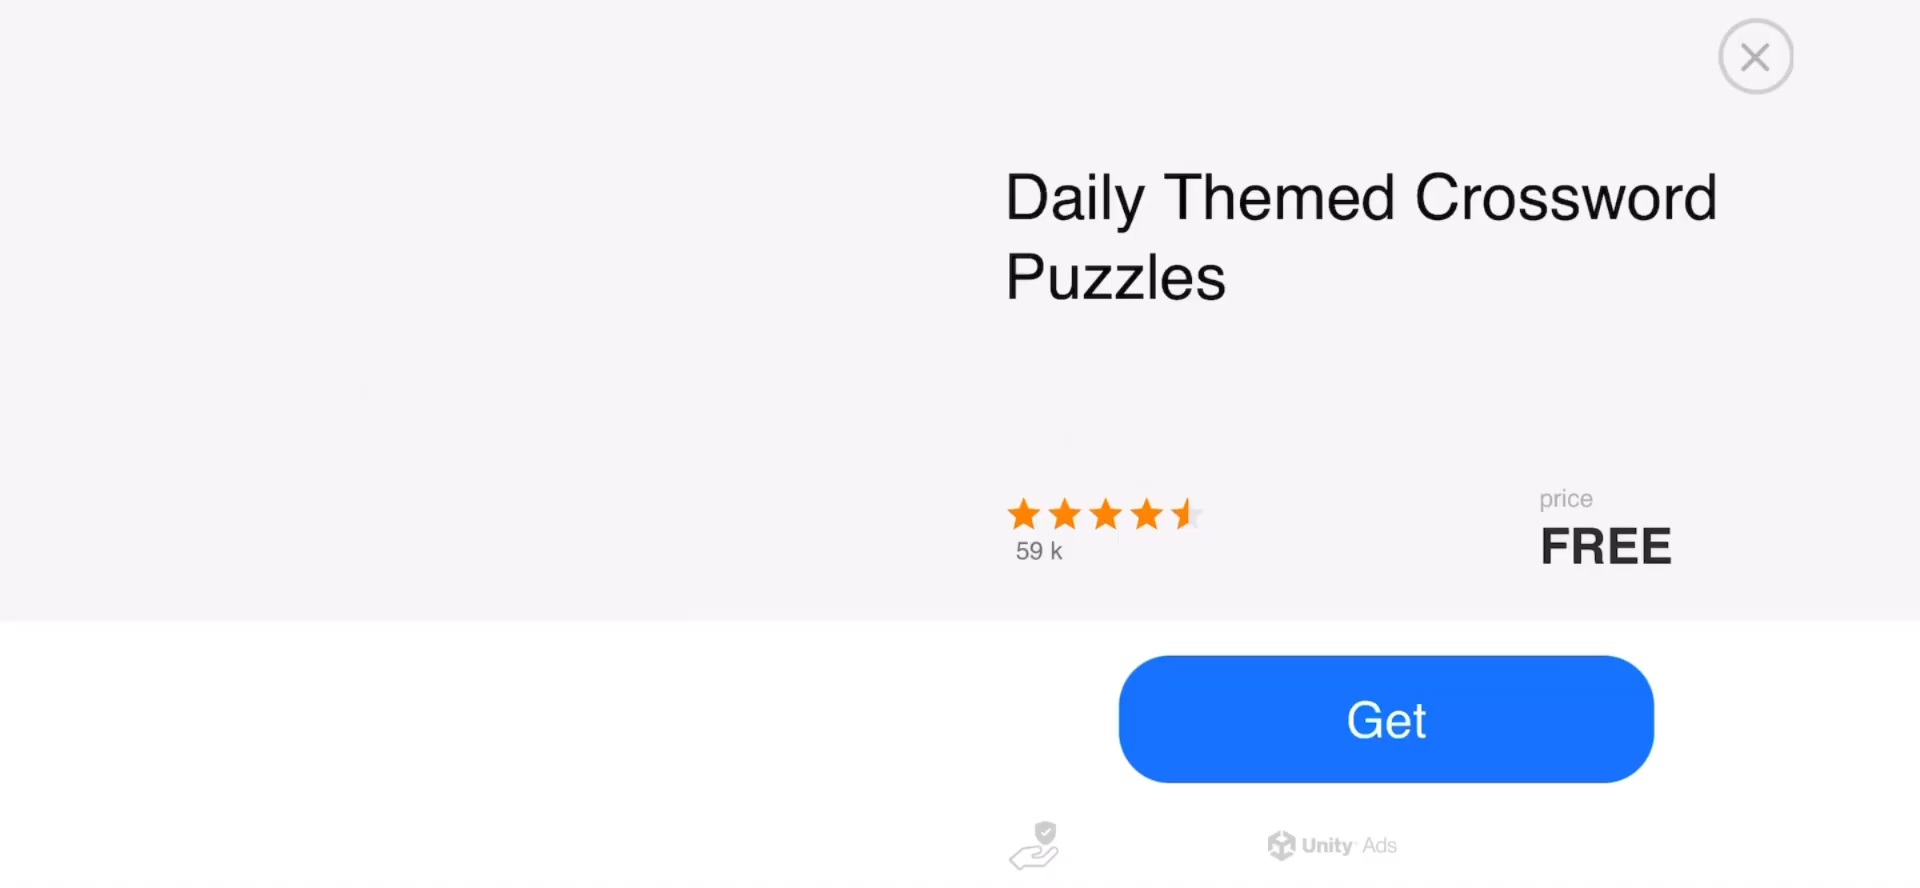 Daily Themed Crossword
Puzzles
59 k
price
FREE
Get
Unity Ads